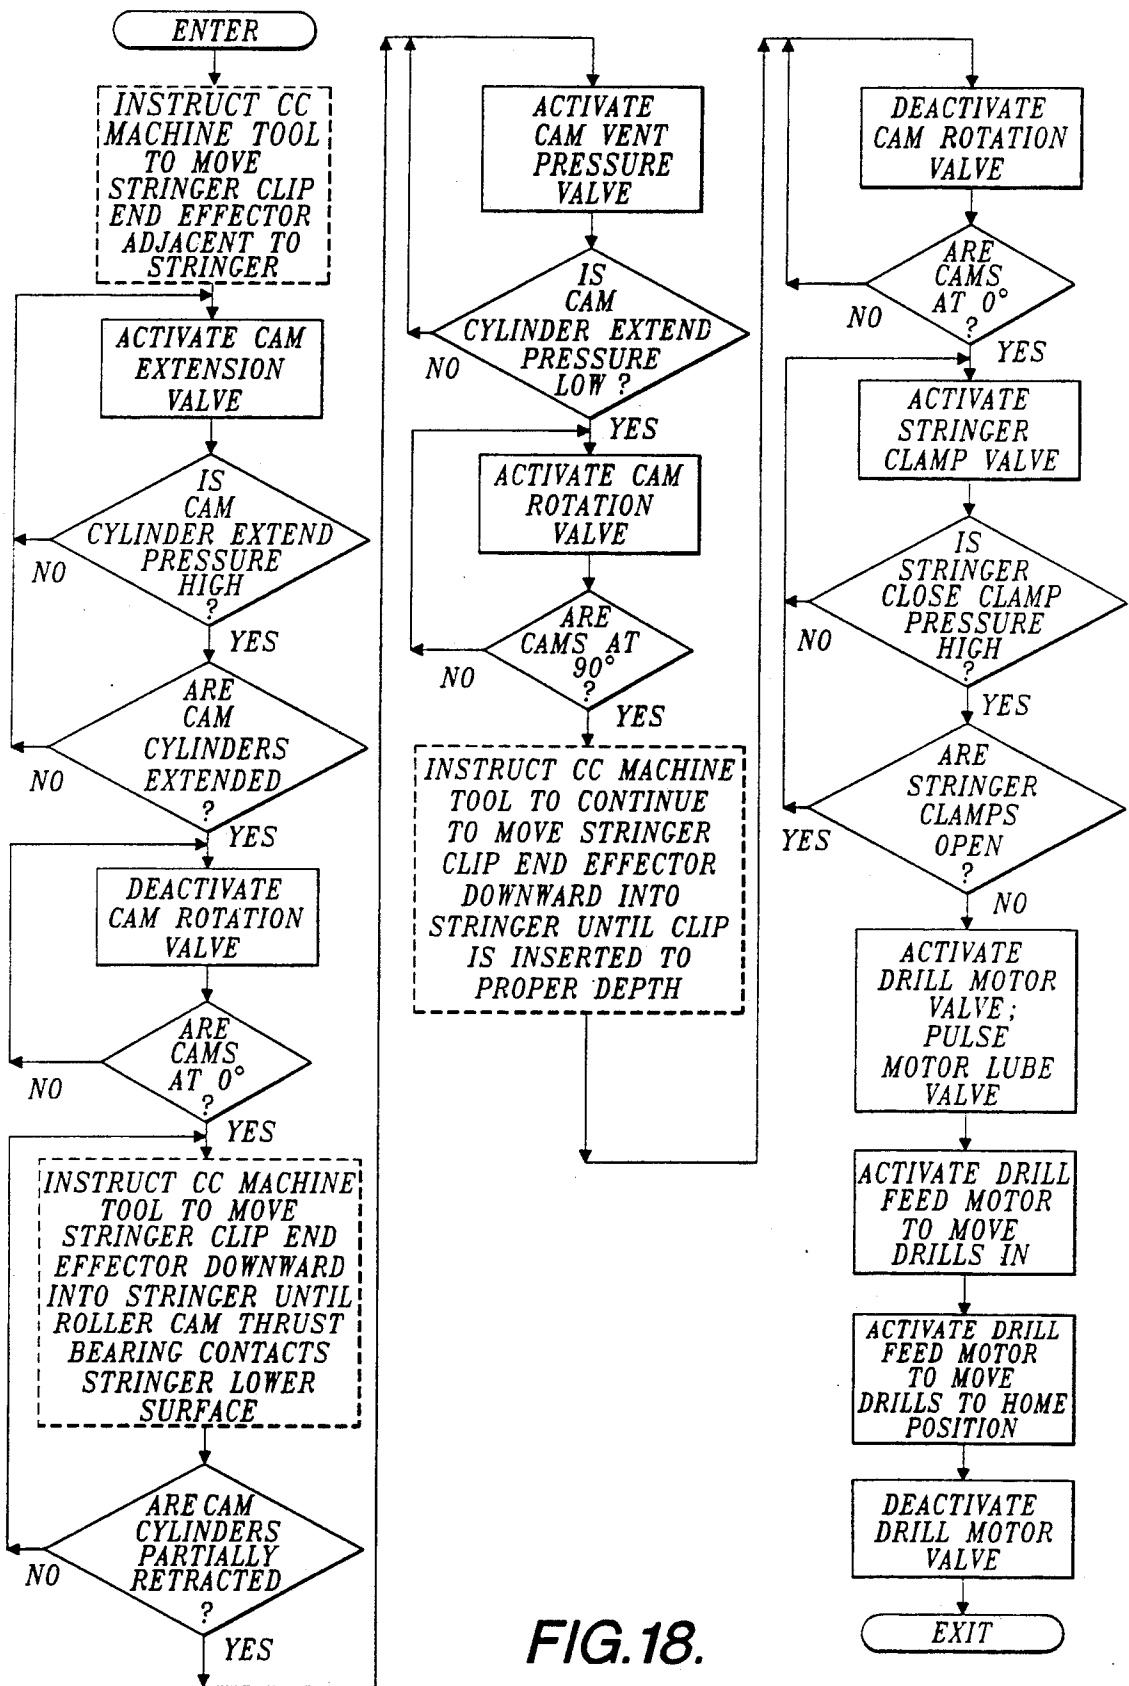 ENTER
INSTRUCT CC
MACHINE TOOL
TO MOVE
STRINGER CLIP
END EFFECTOR
ADJACENT TO
STRINGER
ACTIVATE CAM
EXTENSION
VALVE
IS
CAM
CYLINDER EXTEND
PRESSURE
HIGH
?
NO
YES
ARE
CAM
CYLINDERS
EXTENDED
?
NO
YES
DEACTIVATE
CAM ROTATION
VALVE
ARE
CAMS
AT 0°
?
NO
YES
INSTRUCT CC MACHINE
TOOL TO MOVE
STRINGER CLIP END
EFFECTOR DOWNWARD
INTO STRINGER UNTIL
ROLLER CAM THRUST
BEARING CONTACTS
STRINGER LOWER
SURFACE
ARE CAM
CYLINDERS
PARTIALLY
RETRACTED
?
NO
YES
ACTIVATE
CAM VENT
PRESSURE
VALVE
IS
CAM
CYLINDER EXTEND
PRESSURE
LOW ?
NO
YES
ACTIVATE CAM
ROTATION
VALVE
ARE
CAMS AT
90°
?
NO
YES
INSTRUCT CC MACHINE
TOOL TO CONTINUE
TO MOVE STRINGER
CLIP END EFFECTOR
DOWNWARD INTO
STRINGER UNTIL CLIP
IS INSERTED TO
PROPER DEPTH
DEACTIVATE
CAM ROTATION
VALVE
ARE
CAMS
AT 0°
?
NO
YES
ACTIVATE
STRINGER
CLAMP VALVE
IS
STRINGER
CLOSE CLAMP
PRESSURE
HIGH
?
NO
YES
ARE
STRINGER
CLAMPS
OPEN
?
YES
NO
ACTIVATE
DRILL MOTOR
VALVE;
PULSE
MOTOR LUBE
VALVE
ACTIVATE DRILL
FEED MOTOR
TO MOVE
DRILLS IN
ACTIVATE DRILL
FEED MOTOR
TO MOVE
DRILLS TO HOME
POSITION
DEACTIVATE
DRILL MOTOR
VALVE
EXIT
FIG.18.